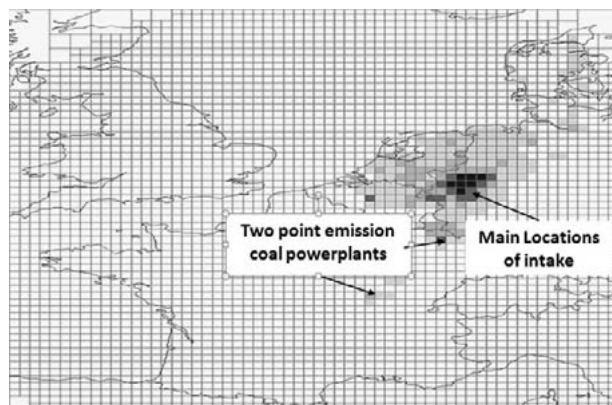 Two point emission
coal powerplants
Main Locations
of intake